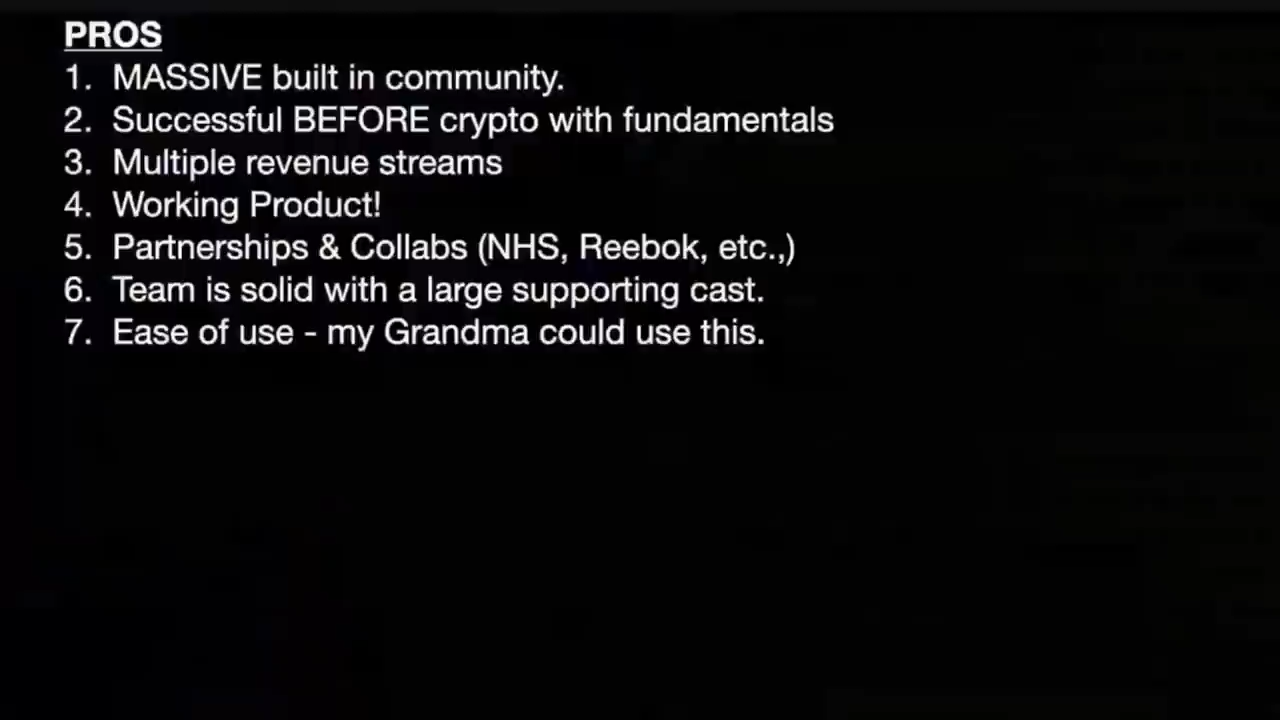 PROS
1. MASSIVE built in community.
2. Successful BEFORE crypto with fundamentals
3. Multiple revenue streams
4. Working Product!
5. Partnerships & Collabs (NHS, Reebok, etc.,)
6. Team is solid with a large supporting cast.
7. Ease of use - my Grandma could use this.